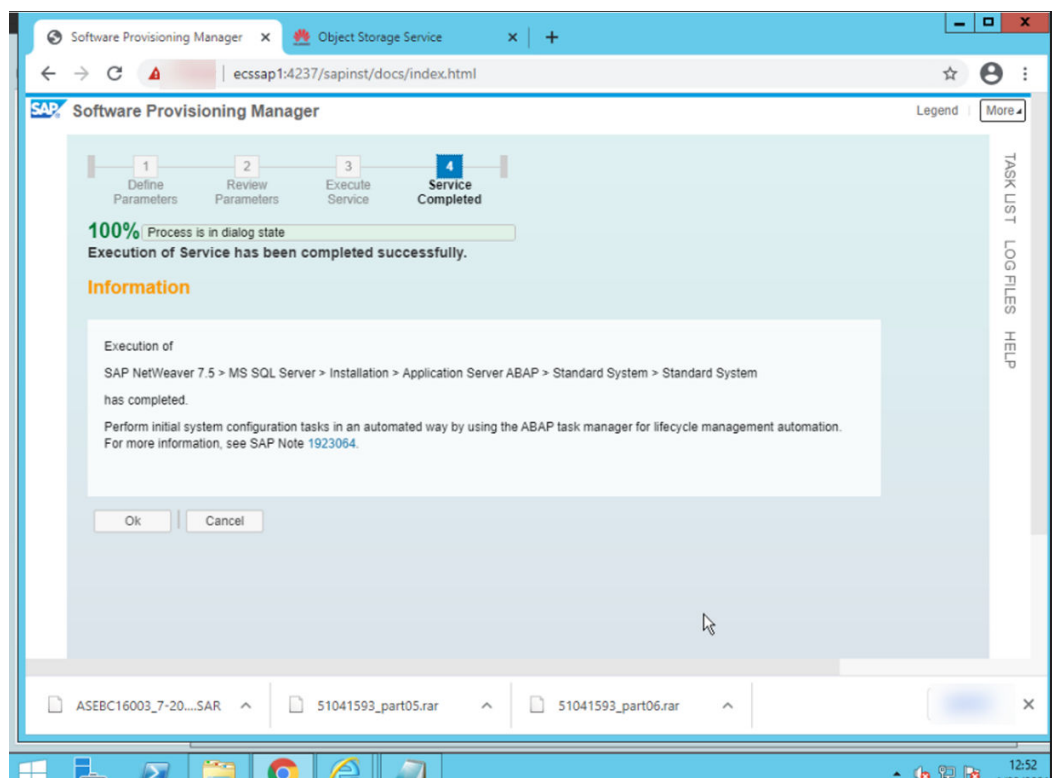 Software Provisioning Manager
Object Storage Service
ecssap1:4237/sapinst/docs/index.html
SAP Software Provisioning Manager
Legend
More
1
2
3
4
Define Parameters
Review Parameters
Execute Service
Service Completed
100% Process is in dialog state
Execution of Service has been completed successfully.
Information
Execution of
SAP NetWeaver 7.5 > MS SQL Server > Installation > Application Server ABAP > Standard System > Standard System
has completed.
Perform initial system configuration tasks in an automated way by using the ABAP task manager for lifecycle management automation.
For more information, see SAP Note 1923064.
Ok
Cancel
TASK LIST
LOG FILES
HELP
ASEBC16003_7-20....SAR
51041593_part05.rar
51041593_part06.rar
12:52